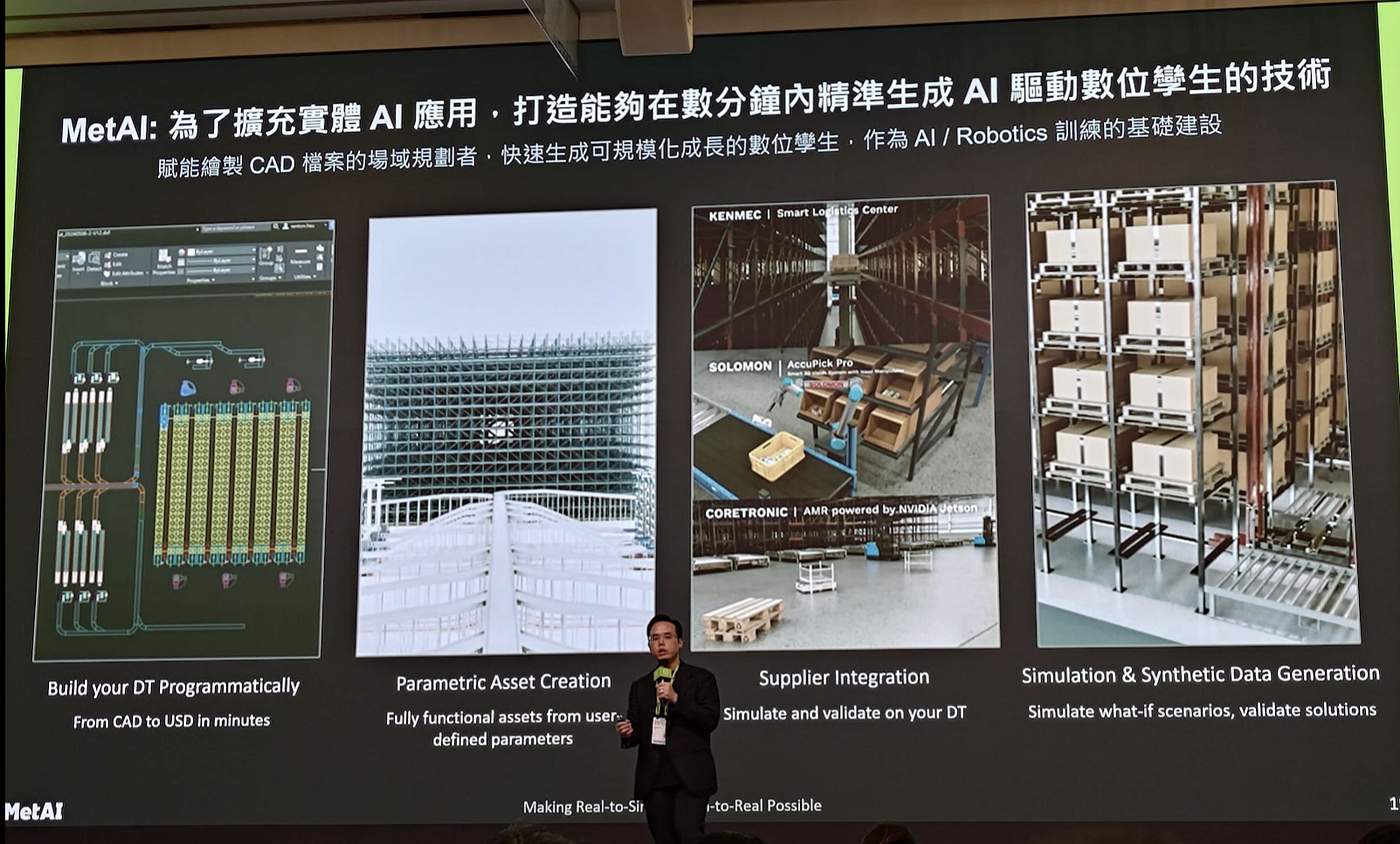 MetAI: 為了擴充實體 AI 應用，打造能夠在數分鐘內精準生成 AI 驅動數位孿生的技術
賦能繪製 CAD 檔案的場域規劃者，快速生成可規模化成長的數位孿生，作為 AI / Robotics 訓練的基礎建設
KENMEC | Smart Logistics Center
SOLOMON | AccuPick Pro
SOLOMON
CORETRONIC | AMR powered by NVIDIA Jetson
Build your DT Programmatically
From CAD to USD in minutes
Parametric Asset Creation
Fully functional assets from user-
defined parameters
Supplier Integration
Simulate and validate on your DT
Simulation & Synthetic Data Generation
Simulate what-if scenarios, validate solutions
MetAI
Making Real-to-Sim -to-Real Possible